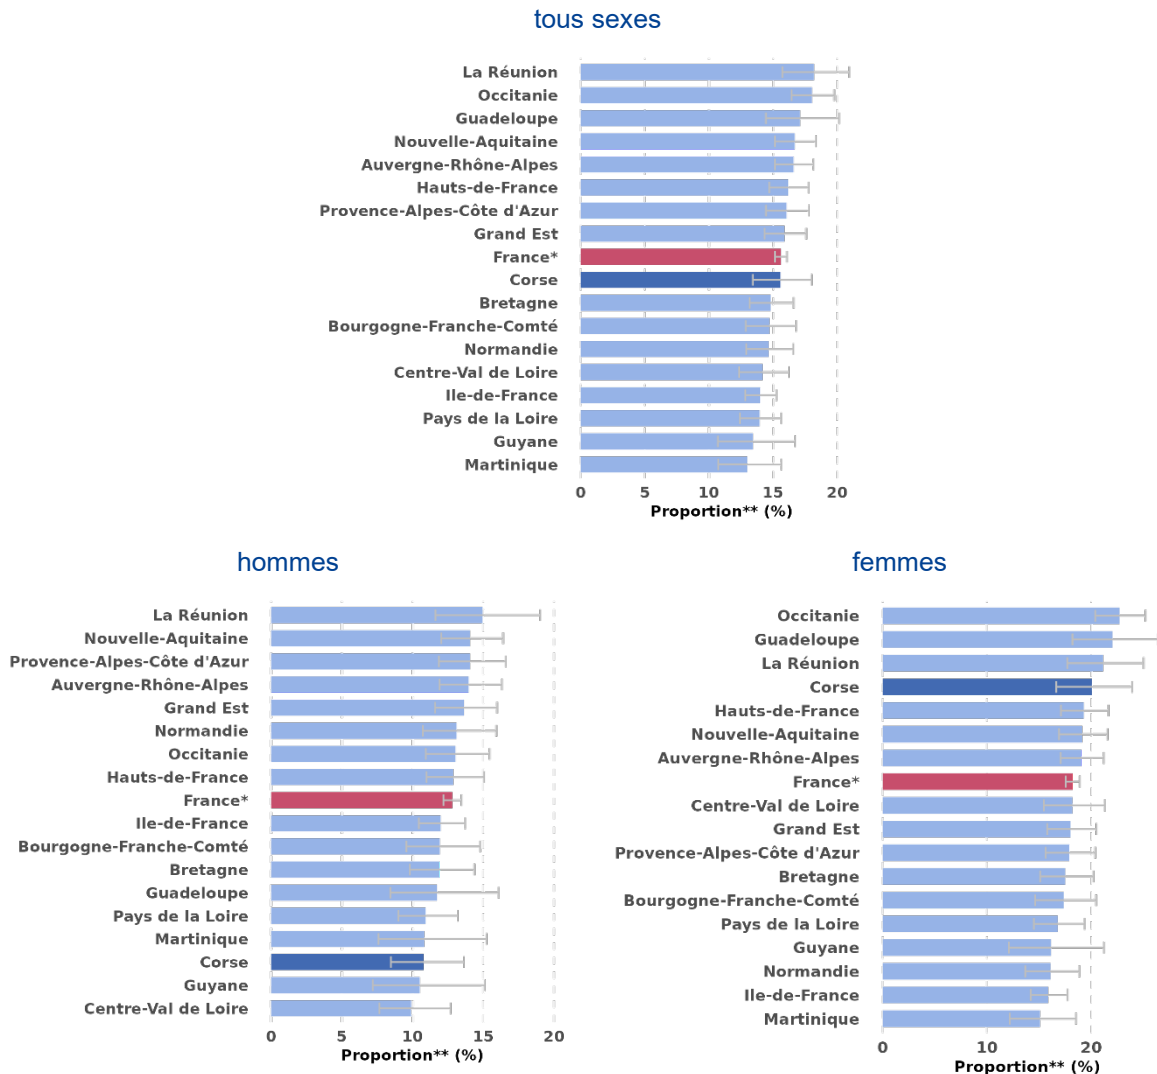 tous sexes
La Réunion
Occitanie
Guadeloupe
Nouvelle-Aquitaine
Auvergne-Rhône-Alpes
Hauts-de-France
Provence-Alpes-Côte d'Azur
Grand Est
France*
Corse
Bretagne
Bourgogne-Franche-Comté
Normandie
Centre-Val de Loire
Ile-de-France
Pays de la Loire
Guyane
Martinique
0 5 10 15 20
Proportion** (%)
hommes
La Réunion
Nouvelle-Aquitaine
Provence-Alpes-Côte d'Azur
Auvergne-Rhône-Alpes
Grand Est
Normandie
Occitanie
Hauts-de-France
France*
Ile-de-France
Bourgogne-Franche-Comté
Bretagne
Guadeloupe
Pays de la Loire
Martinique
Corse
Guyane
Centre-Val de Loire
0 5 10 15 20
Proportion** (%)
femmes
Occitanie
Guadeloupe
La Réunion
Corse
Hauts-de-France
Nouvelle-Aquitaine
Auvergne-Rhône-Alpes
France*
Centre-Val de Loire
Grand Est
Provence-Alpes-Côte d'Azur
Bretagne
Bourgogne-Franche-Comté
Pays de la Loire
Guyane
Normandie
Ile-de-France
Martinique
0 10 20
Proportion** (%)